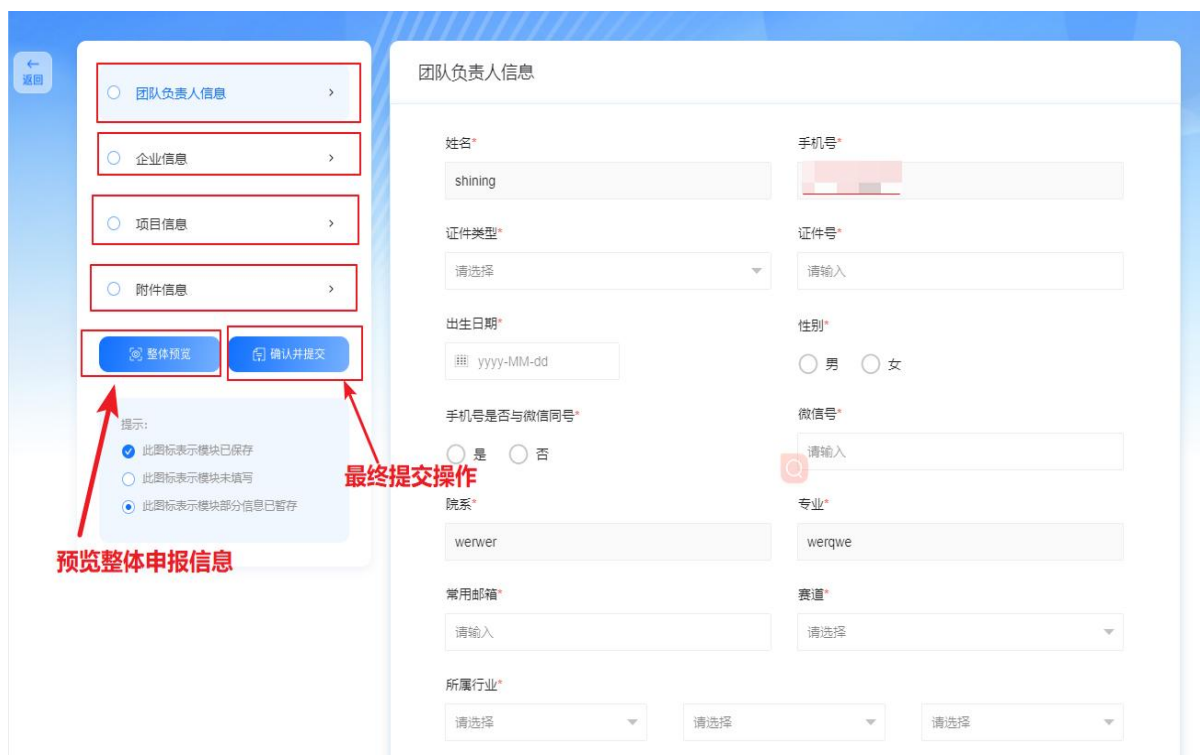 返回
团队负责人信息
企业信息
项目信息
附件信息
整体预览
确认并提交
提示:
此图标表示模块已保存
此图标表示模块未填写
此图标表示模块部分信息已暂存
预览整体申报信息
最终提交操作
团队负责人信息
姓名*
手机号*
shining
证件类型*
证件号*
请选择
请输入
出生日期*
性别*
yyyy-MM-dd
男
女
手机号是否与微信同号*
微信号*
是
否
请输入
院系*
专业*
werwer
werqwe
常用邮箱*
赛道*
请输入
请选择
所属行业*
请选择
请选择
请选择